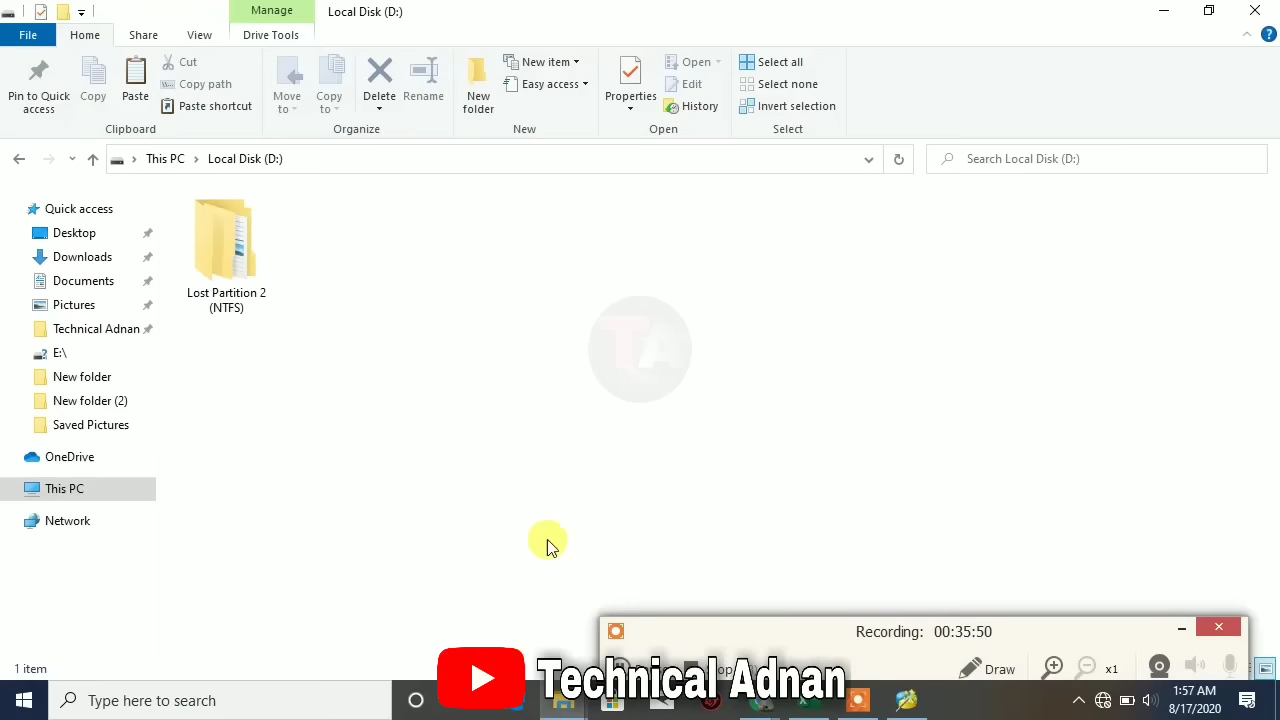 Manage
Local Disk (D:)
File
Home
Share
View
Drive Tools
Pin to Quick access
Copy
Paste
Cut
Copy path
Paste shortcut
Clipboard
Move to
Copy to
Delete
Rename
Organize
New folder
New item
Easy access
New
Properties
Open
Edit
History
Open
Select all
Select none
Invert selection
Select
This PC > Local Disk (D:)
Search Local Disk (D:)
Quick access
Desktop
Downloads
Documents
Pictures
Technical Adnan
E:\
New folder
New folder (2)
Saved Pictures
OneDrive
This PC
Network
Lost Partition 2
(NTFS)
TA
Recording: 00:35:50
Draw
x1
1 item
Technical Adnan
Type here to search
1:57 AM
8/17/2020